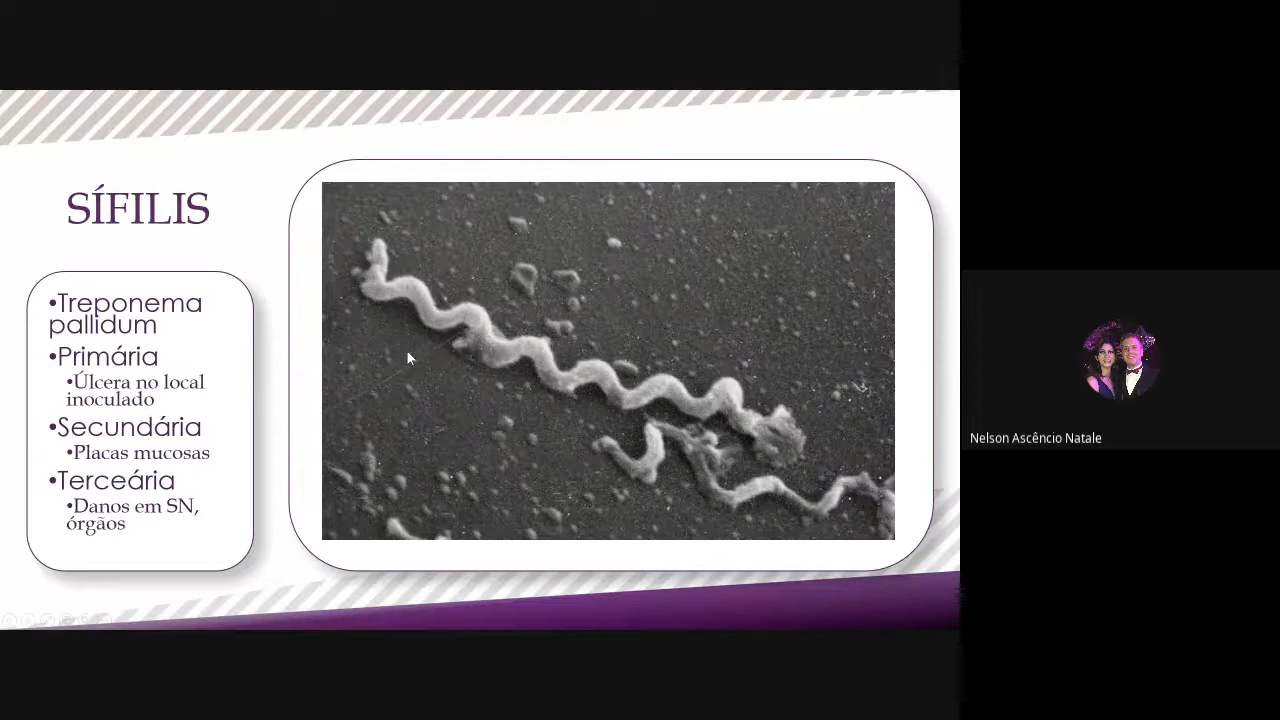 SÍFILIS
•Treponema
pallidum
•Primária
•Úlcera no local
inoculado
•Secundária
•Placas mucosas
•Terceária
•Danos em SN,
órgãos
Nelson Ascêncio Natale